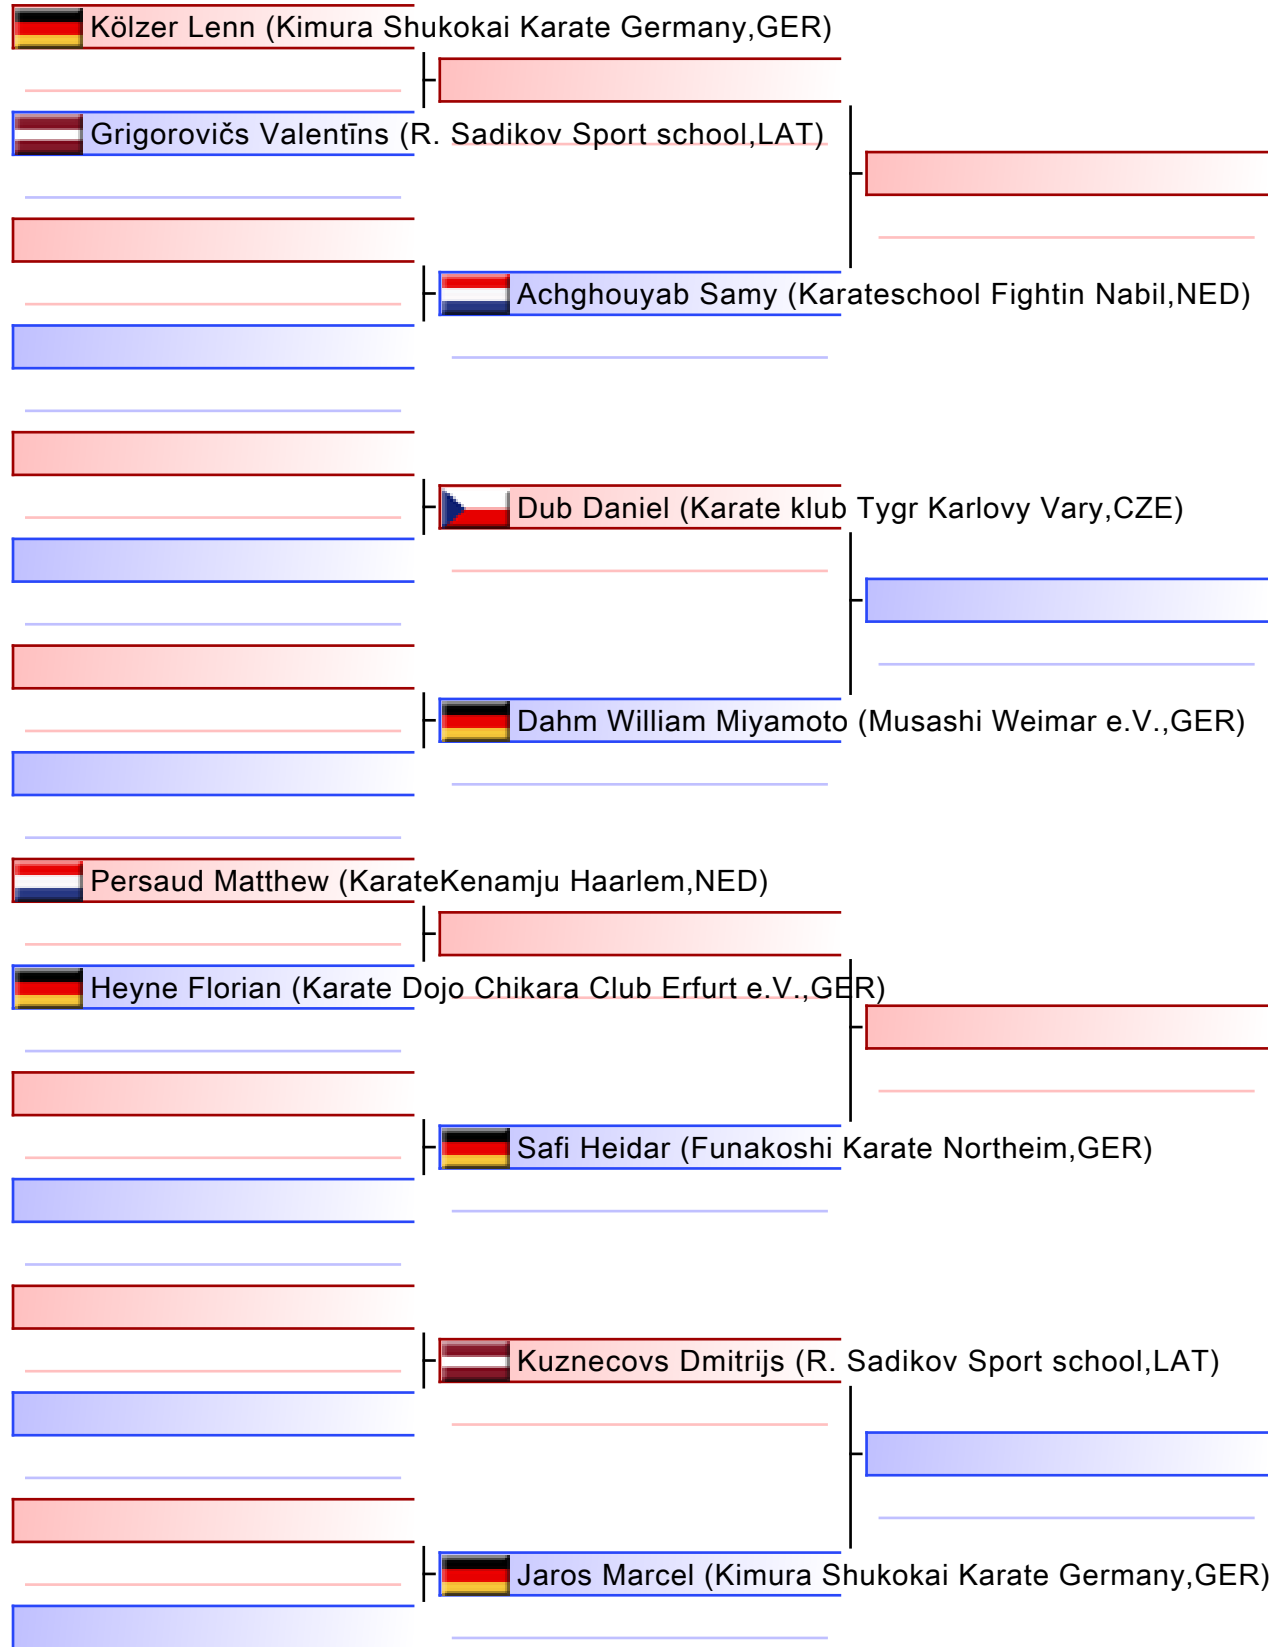 Kölzer Lenn (Kimura Shukokai Karate Germany,GER)
Grigorovičs Valentīns (R. Sadikov Sport school,LAT)
Achghouyab Samy (Karateschool Fightin Nabil,NED)
Dub Daniel (Karate klub Tygr Karlovy Vary,CZE)
Dahm William Miyamoto (Musashi Weimar e.V.,GER)
Persaud Matthew (KarateKenamju Haarlem,NED)
Heyne Florian (Karate Dojo Chikara Club Erfurt e.V.,GER)
Safi Heidar (Funakoshi Karate Northeim,GER)
Kuznecovs Dmitrijs (R. Sadikov Sport school,LAT)
Jaros Marcel (Kimura Shukokai Karate Germany,GER)